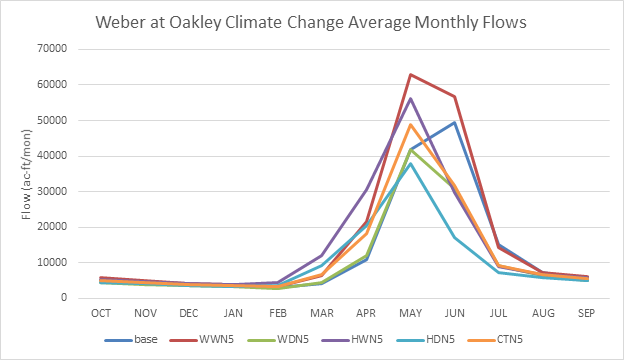 Weber at Oakley Climate Change Average Monthly Flows
70000
60000
50000
40000
30000
20000
10000
0
Flow (ac-ft/mon)
OCT NOV DEC JAN FEB MAR APR MAY JUN JUL AUG SEP
base WWN5 WDN5 HWN5 HDN5 CTN5